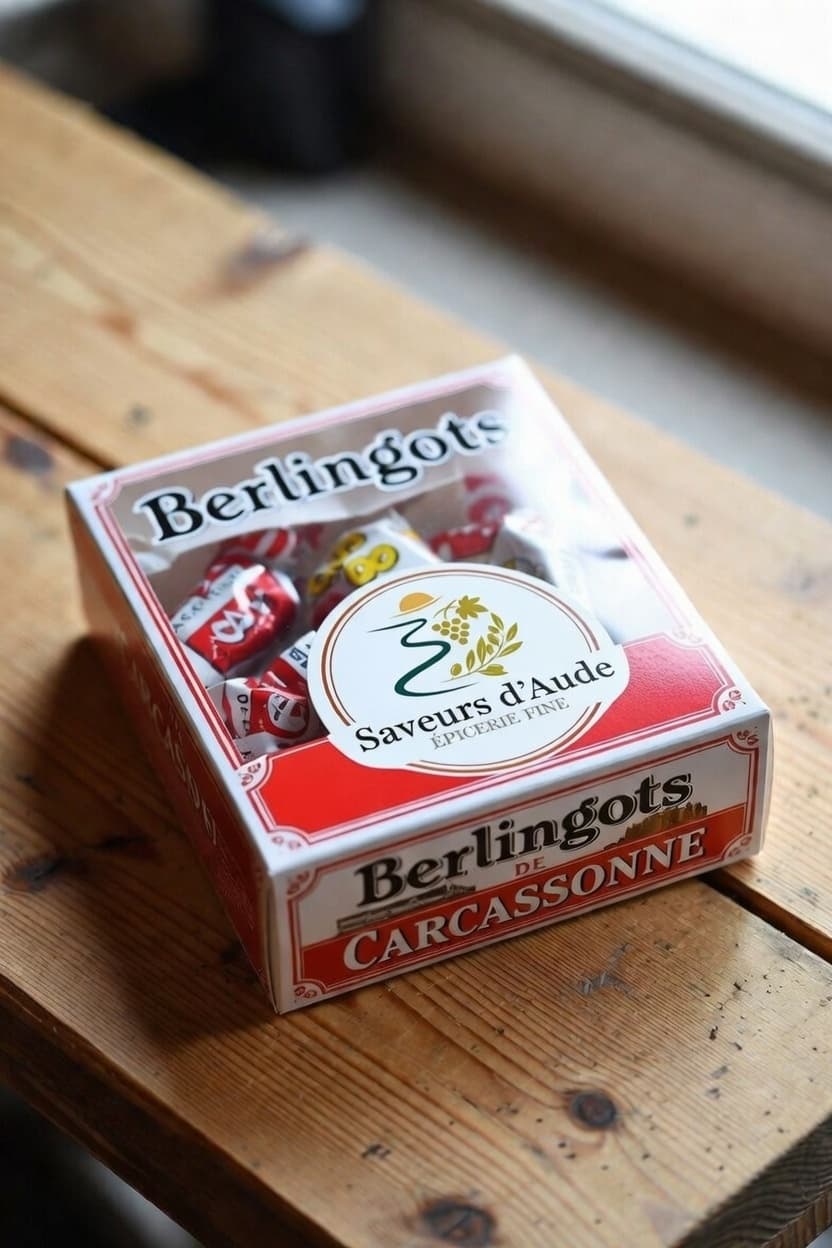 Berlingots
Saveurs d'Aude
ÉPICERIE FINE
Berlingots
DE
CARCASSONNE